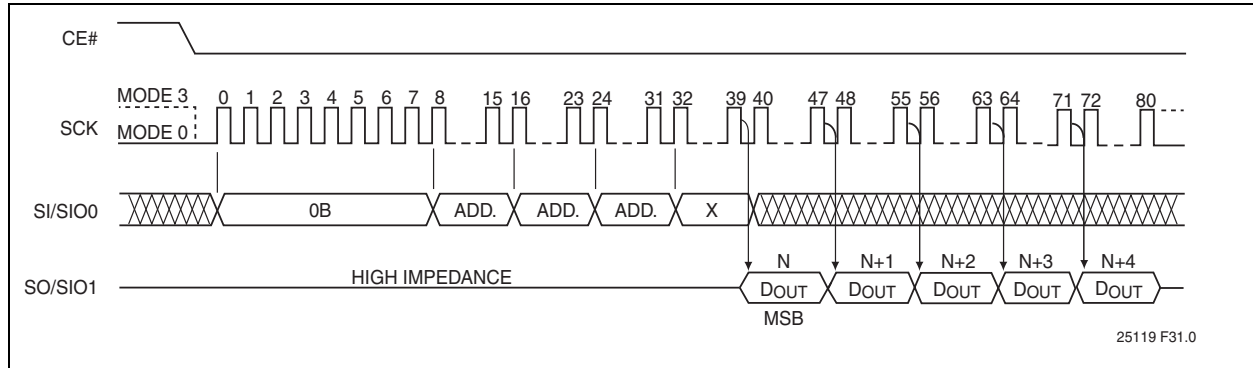 CE#
MODE 3
0 1 2 3 4 5 6 7 8 15 16 23 24 31 32 39 40 47 48 55 56 63 64 71 72 80
SCK
MODE 0
SI/SIO0
0B
ADD.
ADD.
ADD.
X
N
N+1
N+2
N+3
N+4
SO/SIO1
HIGH IMPEDANCE
DOUT
DOUT
DOUT
DOUT
DOUT
MSB
25119 F31.0